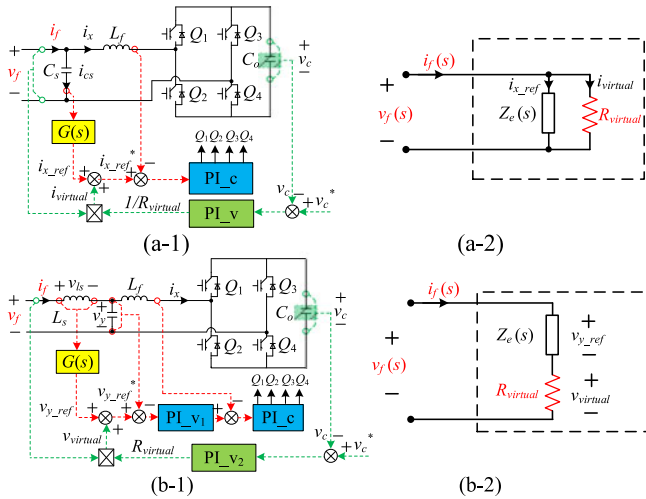 i_f i_x L_f Q_1 Q_3 C_o + v_c −
+ v_f − C_s i_cs Q_2 Q_4
G(s) Q_1 Q_2 Q_3 Q_4
i_x_ref + + i_x_ref^* − PI_c
i_virtual 1/R_virtual PI_v v_c − + v_c^*
(a-1)
i_f(s) i_x_ref i_virtual
+ v_f(s) − Z_e(s) R_virtual
(a-2)
i_f + v_ls − L_f i_x Q_1 Q_3 C_o + v_c −
+ v_f − L_s v_y + − Q_2 Q_4
G(s) Q_1 Q_2 Q_3 Q_4
v_y_ref + + v_y_ref^* + − PI_v_1 + − PI_c
v_virtual R_virtual PI_v_2 v_c − + v_c^*
(b-1)
i_f(s)
+ v_f(s) − Z_e(s) + v_y_ref −
R_virtual + v_virtual −
(b-2)